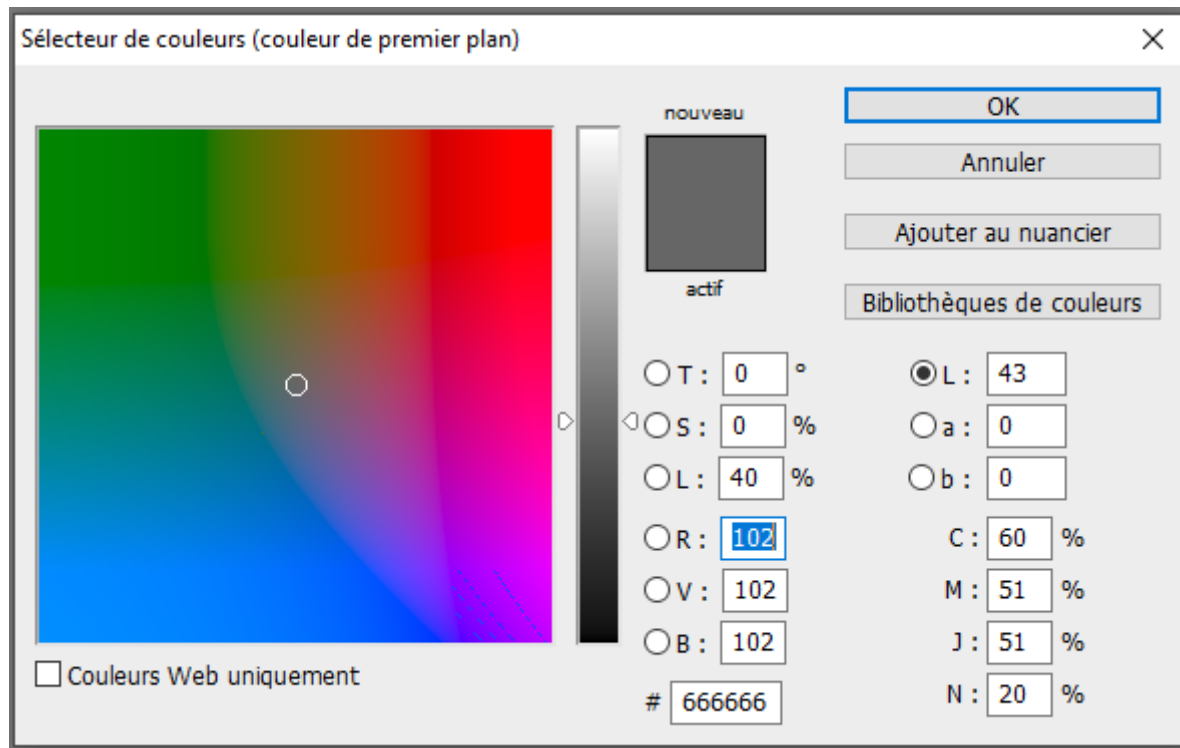 Sélecteur de couleurs (couleur de premier plan)
nouveau
actif
OK
Annuler
Ajouter au nuancier
Bibliothèques de couleurs
T : 0 °
S : 0 %
L : 40 %
R : 102
V : 102
B : 102
# 666666
L : 43
a : 0
b : 0
C : 60 %
M : 51 %
J : 51 %
N : 20 %
Couleurs Web uniquement